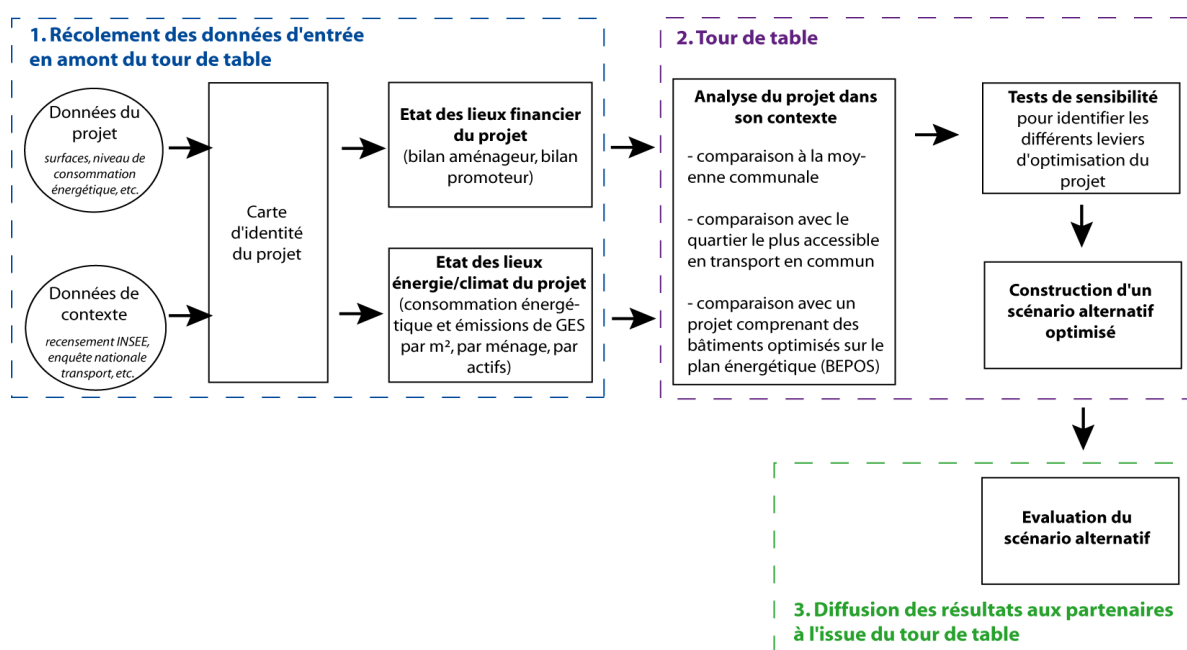 1. Récolement des données d'entrée
en amont du tour de table
Données du
projet
surfaces, niveau de
consommation
énergétique, etc.
Données de
contexte
recensement INSEE,
enquête nationale
transport, etc.
Carte
d'identité
du projet
Etat des lieux financier
du projet
(bilan aménageur, bilan
promoteur)
Etat des lieux
énergie/climat du projet
(consommation énergé-
tique et émissions de GES
par m², par ménage, par
actifs)
2. Tour de table
Analyse du projet dans
son contexte
- comparaison à la moy-
enne communale
- comparaison avec le
quartier le plus accessible
en transport en commun
- comparaison avec un
projet comprenant des
bâtiments optimisés sur le
plan énergétique (BEPOS)
Tests de sensibilité
pour identifier les
différents leviers
d'optimisation du
projet
Construction d'un
scénario alternatif
optimisé
Evaluation du
scénario alternatif
3. Diffusion des résultats aux partenaires
à l'issue du tour de table